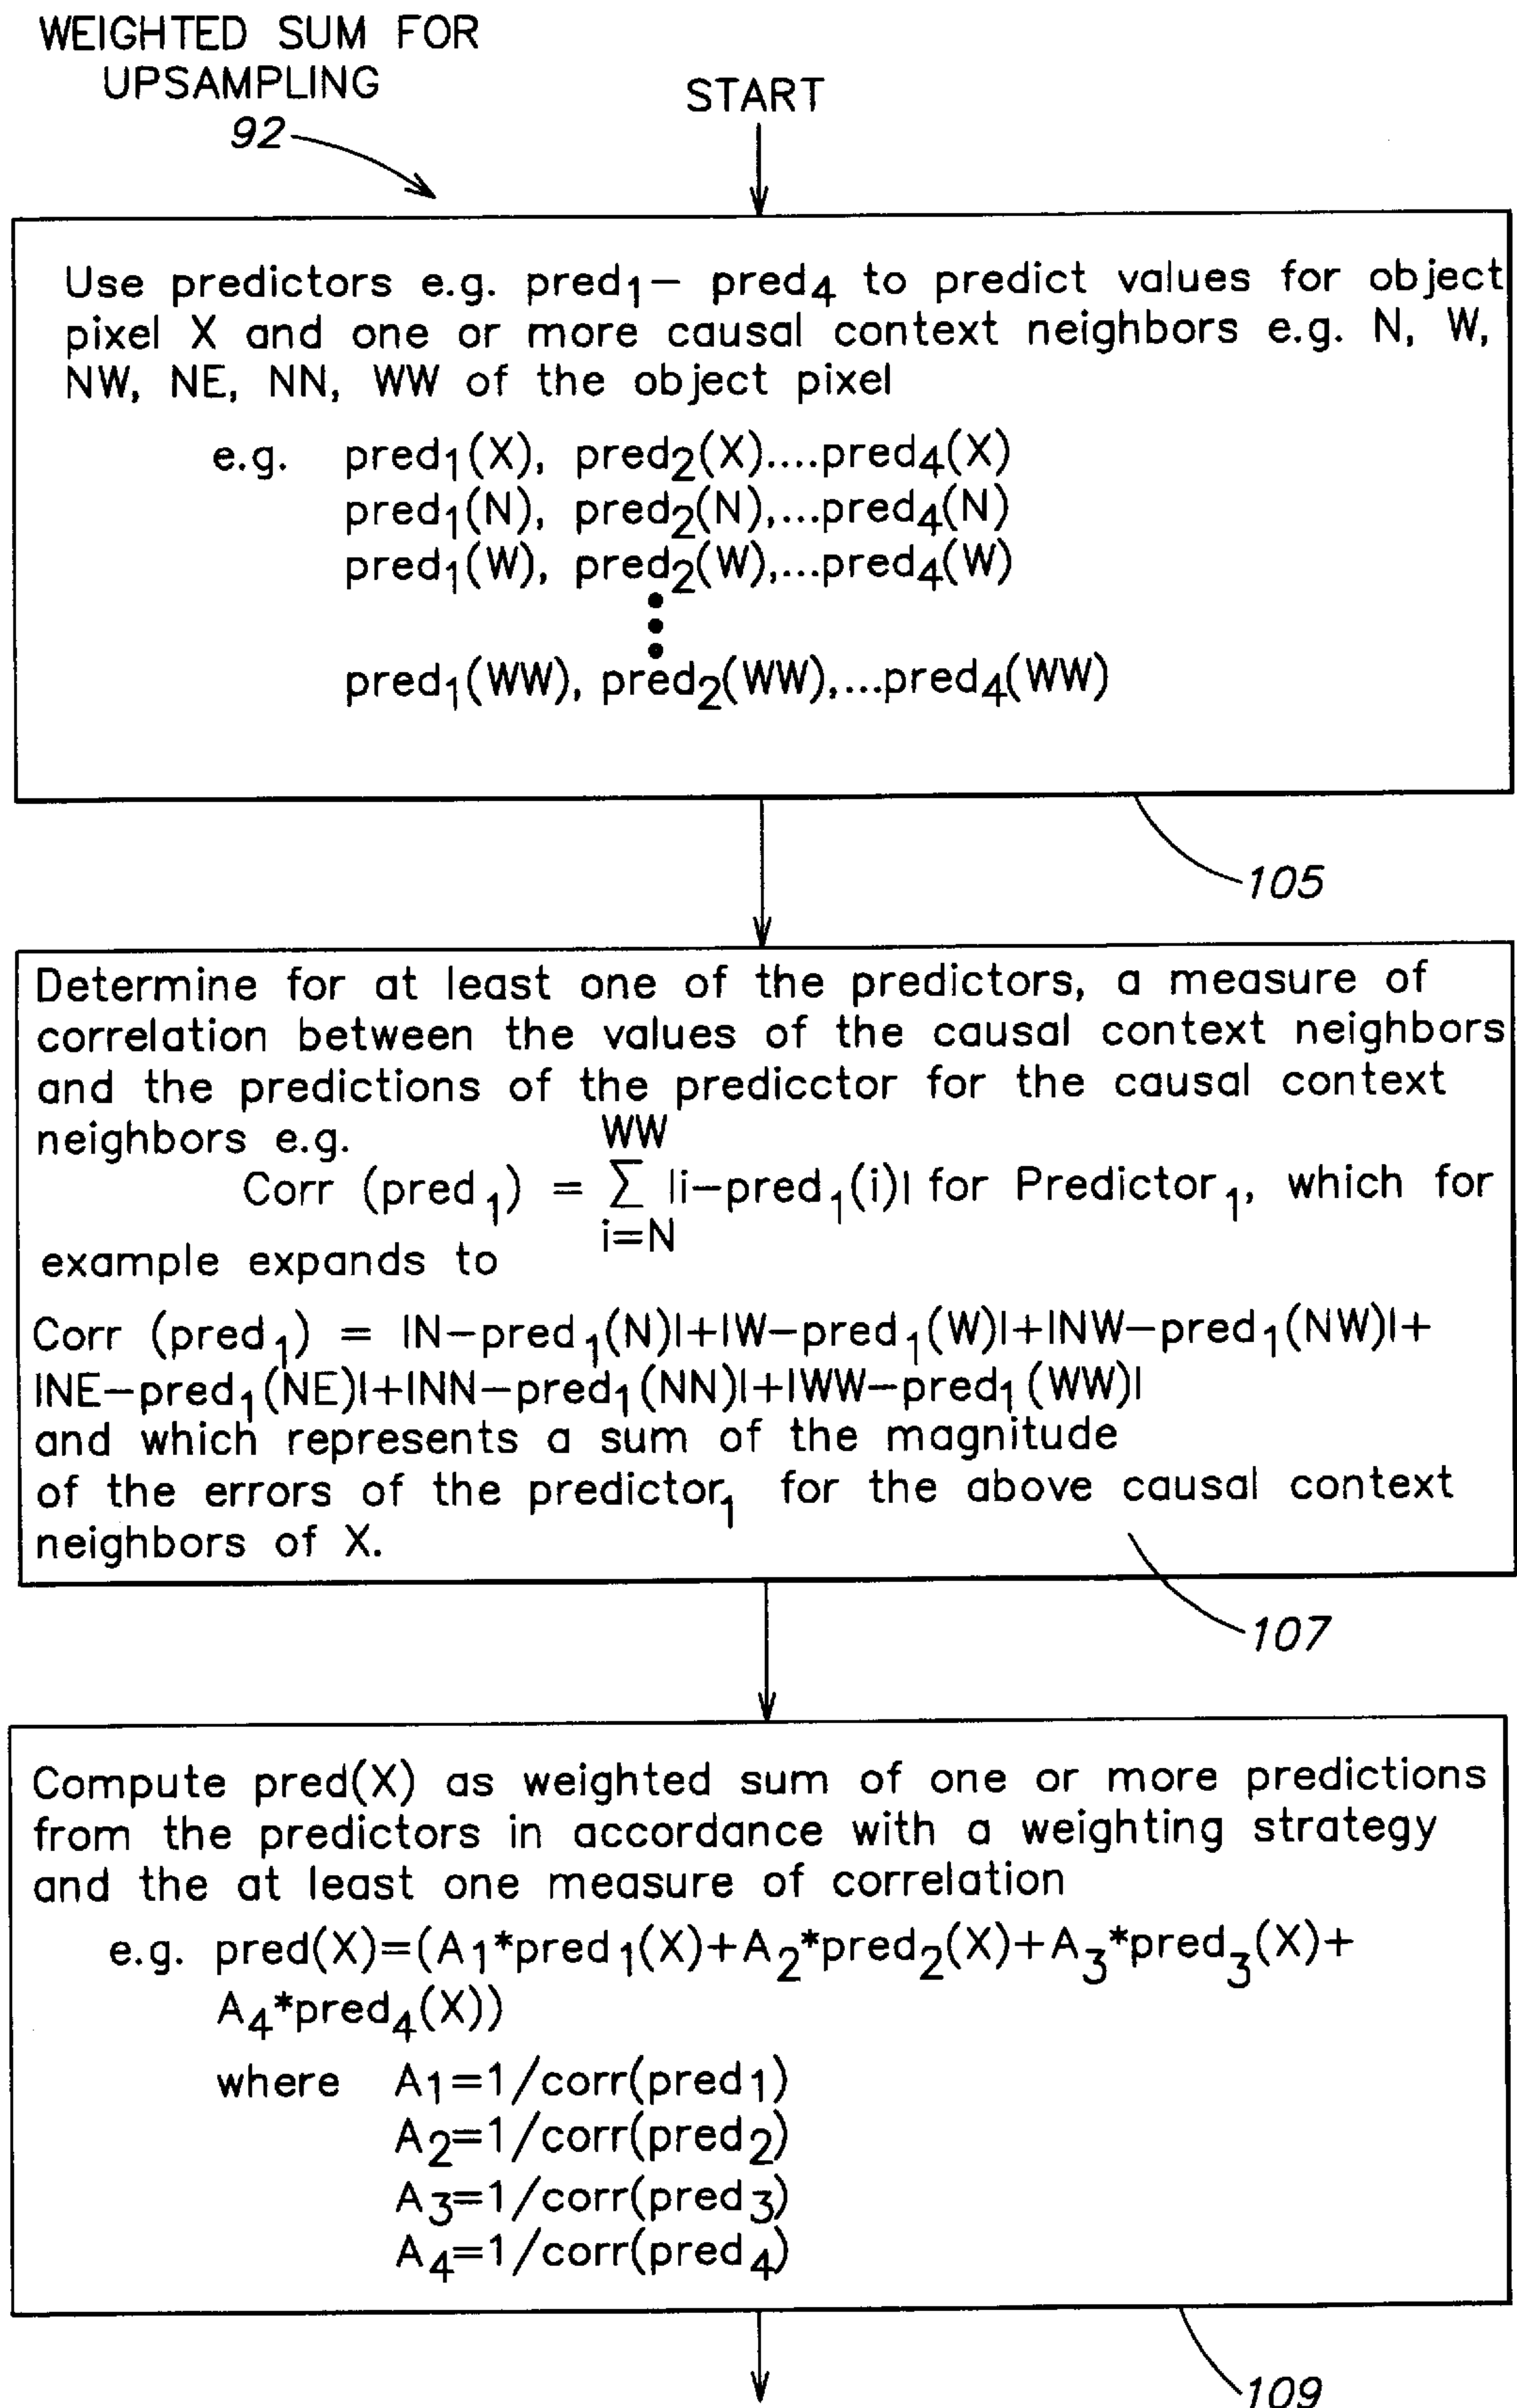 WEIGHTED SUM FOR
UPSAMPLING
START
92
Use predictors e.g. pred₁– pred₄ to predict values for object
pixel X and one or more causal context neighbors e.g. N, W,
NW, NE, NN, WW of the object pixel
e.g. pred₁(X), pred₂(X)....pred₄(X)
pred₁(N), pred₂(N),...pred₄(N)
pred₁(W), pred₂(W),...pred₄(W)
pred₁(WW), pred₂(WW),...pred₄(WW)
105
Determine for at least one of the predictors, a measure of
correlation between the values of the causal context neighbors
and the predictions of the predicctor for the causal context
neighbors e.g.
WW
Corr (pred₁) = ∑ |i–pred₁(i)| for Predictor₁, which for
i=N
example expands to
Corr (pred₁) = |N–pred₁(N)|+|W–pred₁(W)|+|NW–pred₁(NW)|+
|NE–pred₁(NE)|+|NN–pred₁(NN)|+|WW–pred₁(WW)|
and which represents a sum of the magnitude
of the errors of the predictor₁ for the above causal context
neighbors of X.
107
Compute pred(X) as weighted sum of one or more predictions
from the predictors in accordance with a weighting strategy
and the at least one measure of correlation
e.g. pred(X)=(A₁*pred₁(X)+A₂*pred₂(X)+A₃*pred₃(X)+
A₄*pred₄(X))
where A₁=1/corr(pred₁)
A₂=1/corr(pred₂)
A₃=1/corr(pred₃)
A₄=1/corr(pred₄)
109